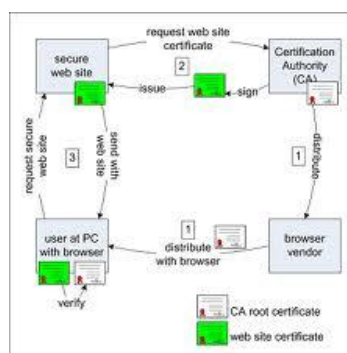 request web site
certificate
secure
web site
Certification
Authority
(CA)
2
issue
sign
request secure
web site
3
send with
web site
distribute
1
user at PC
with browser
1
distribute
with browser
browser
vendor
verify
CA root certificate
web site certificate